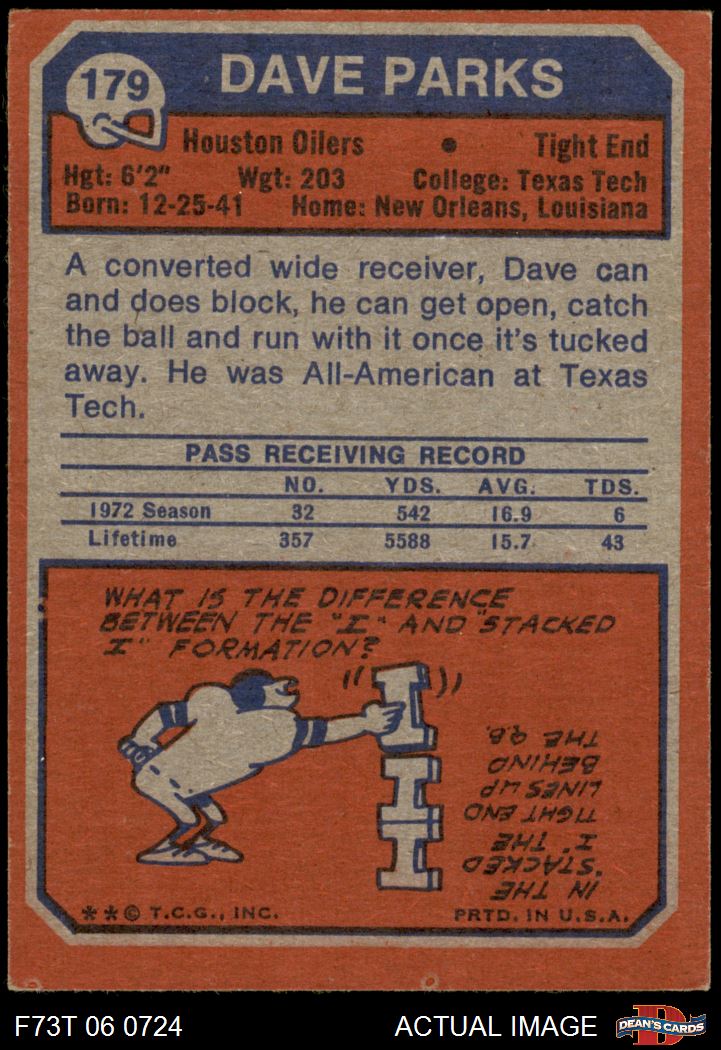 179
DAVE PARKS
Houston Oilers • Tight End
Hgt: 6'2" Wgt: 203 College: Texas Tech
Born: 12-25-41 Home: New Orleans, Louisiana
A converted wide receiver, Dave can
and does block, he can get open, catch
the ball and run with it once it's tucked
away. He was All-American at Texas
Tech.
PASS RECEIVING RECORD
NO. YDS. AVG. TDS.
1972 Season 32 542 16.9 6
Lifetime 357 5588 15.7 43
WHAT IS THE DIFFERENCE
BETWEEN THE "I" AND "STACKED
I" FORMATION?
I
I
I
IN THE
"STACKED
I" THE
TIGHT END
LINES UP
BEHIND
THE Q.B.
**© T.C.G., INC. PRTD. IN U.S.A.
F73T 06 0724 ACTUAL IMAGE
D
DEAN'S CARDS